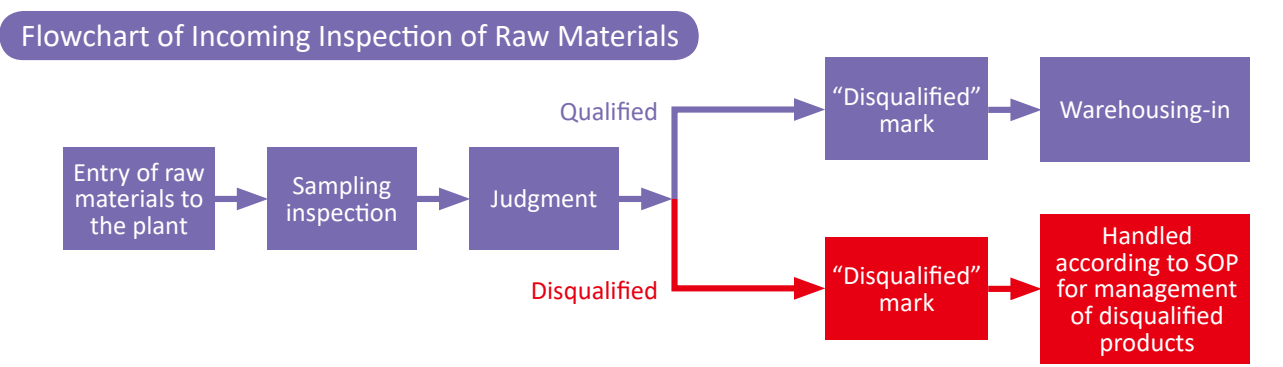 Flowchart of Incoming Inspection of Raw Materials
Entry of raw
materials to
the plant
Sampling
inspection
Judgment
Qualified
“Disqualified”
mark
Warehousing-in
Disqualified
“Disqualified”
mark
Handled
according to SOP
for management
of disqualified
products